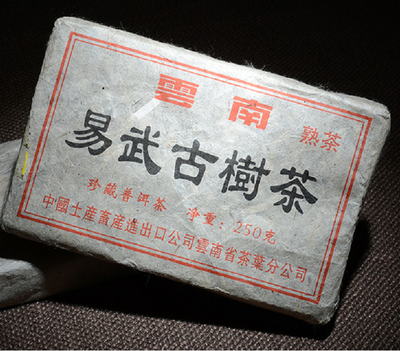 雲南
熟茶
易武古樹茶
珍藏普洱茶 净重：250克
中國土産畜産進出口公司雲南省茶葉分公司